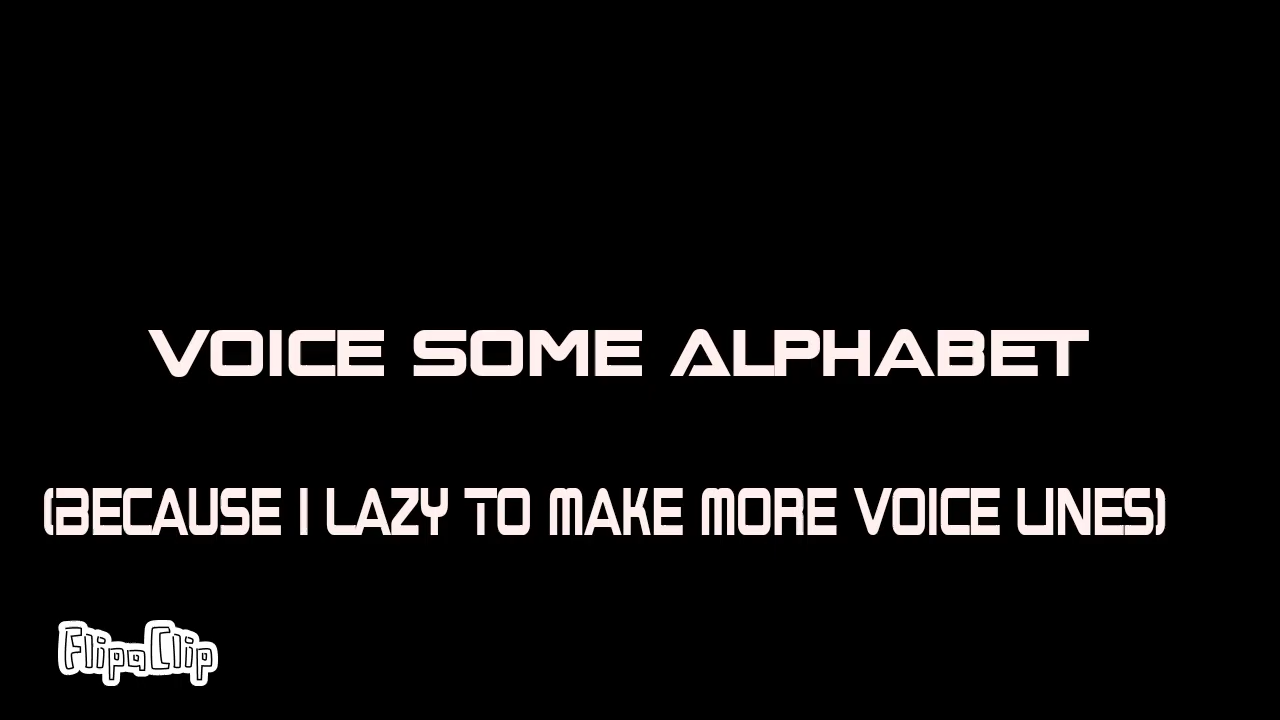 VOICE SOME ALPHABET
(BECAUSE I LAZY TO MAKE MORE VOICE LINES)
FlipaClip